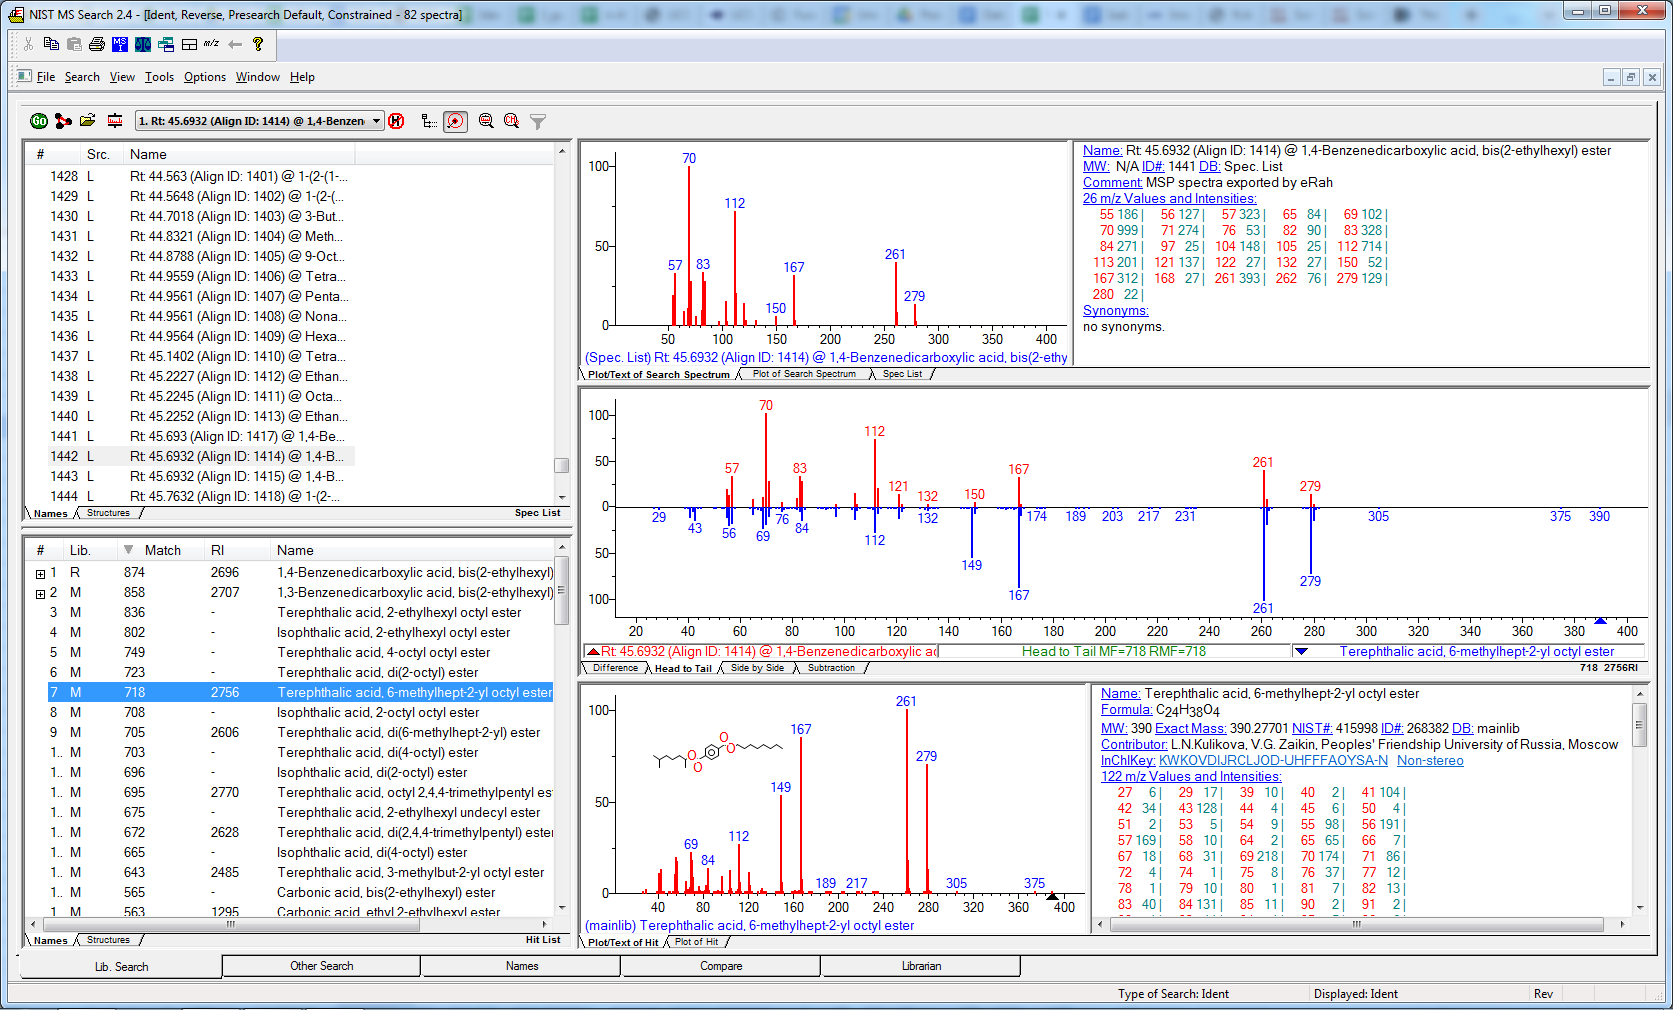 NIST MS Search 2.4 - [Ident, Reverse, Presearch Default, Constrained - 82 spectra]
File Search View Tools Options Window Help
1. Rt: 45.6932 (Align ID: 1414) @ 1,4-Benzen
# Src. Name
1428 L Rt: 44.563 (Align ID: 1401) @ 1-(2-(1-...
1429 L Rt: 44.5648 (Align ID: 1402) @ 1-(2-(...
1430 L Rt: 44.7018 (Align ID: 1403) @ 3-But...
1431 L Rt: 44.8321 (Align ID: 1404) @ Meth...
1432 L Rt: 44.8788 (Align ID: 1405) @ 9-Oct...
1433 L Rt: 44.9559 (Align ID: 1406) @ Tetra...
1434 L Rt: 44.9561 (Align ID: 1407) @ Penta...
1435 L Rt: 44.9561 (Align ID: 1408) @ Nona...
1436 L Rt: 44.9564 (Align ID: 1409) @ Hexa...
1437 L Rt: 45.1402 (Align ID: 1410) @ Tetra...
1438 L Rt: 45.2227 (Align ID: 1412) @ Ethan...
1439 L Rt: 45.2245 (Align ID: 1411) @ Octa...
1440 L Rt: 45.2252 (Align ID: 1413) @ Ethan...
1441 L Rt: 45.693 (Align ID: 1417) @ 1,4-Be...
1442 L Rt: 45.6932 (Align ID: 1414) @ 1,4-B...
1443 L Rt: 45.6932 (Align ID: 1415) @ 1,4-B...
1444 L Rt: 45.7632 (Align ID: 1418) @ 1-(2-...
Names Structures Spec List
# Lib. Match RI Name
1 R 874 2696 1,4-Benzenedicarboxylic acid, bis(2-ethylhexyl)
2 M 858 2707 1,3-Benzenedicarboxylic acid, bis(2-ethylhexyl)
3 M 836 - Terephthalic acid, 2-ethylhexyl octyl ester
4 M 802 - Isophthalic acid, 2-ethylhexyl octyl ester
5 M 749 - Terephthalic acid, 4-octyl octyl ester
6 M 723 - Terephthalic acid, di(2-octyl) ester
7 M 718 2756 Terephthalic acid, 6-methylhept-2-yl octyl ester
8 M 708 - Isophthalic acid, 2-octyl octyl ester
9 M 705 2606 Terephthalic acid, di(6-methylhept-2-yl) ester
1.. M 703 - Terephthalic acid, di(4-octyl) ester
1.. M 696 - Isophthalic acid, di(2-octyl) ester
1.. M 695 2770 Terephthalic acid, octyl 2,4,4-trimethylpentyl es
1.. M 675 - Terephthalic acid, 2-ethylhexyl undecyl ester
1.. M 672 2628 Terephthalic acid, di(2,4,4-trimethylpentyl) ester
1.. M 665 - Isophthalic acid, di(4-octyl) ester
1.. M 643 2485 Terephthalic acid, 3-methylbut-2-yl octyl ester
1.. M 565 - Carbonic acid, bis(2-ethylhexyl) ester
1 M 563 1295 Carbonic acid, ethyl 2-ethylhexyl ester
Names Structures Hit List
100 50 0
57 70 83 112 150 167 261 279
50 100 150 200 250 300 350 400
(Spec. List) Rt: 45.6932 (Align ID: 1414) @ 1,4-Benzenedicarboxylic acid, bis(2-ethy
Plot/Text of Search Spectrum Plot of Search Spectrum Spec List
Name: Rt: 45.6932 (Align ID: 1414) @ 1,4-Benzenedicarboxylic acid, bis(2-ethylhexyl) ester
MW: N/A ID#: 1441 DB: Spec. List
Comment: MSP spectra exported by eRah
26 m/z Values and Intensities:
55 186 | 56 127 | 57 323 | 65 84 | 69 102 |
70 999 | 71 274 | 76 53 | 82 90 | 83 328 |
84 271 | 97 25 | 104 148 | 105 25 | 112 714 |
113 201 | 121 137 | 122 27 | 132 27 | 150 52 |
167 312 | 168 27 | 261 393 | 262 76 | 279 129 |
280 22 |
Synonyms:
no synonyms.
100 50 0 50 100
57 70 83 112 121 132 150 167 261 279
29 43 56 69 76 84 112 132 149 167 174 189 203 217 231 261 279 305 375 390
20 40 60 80 100 120 140 160 180 200 220 240 260 280 300 320 340 360 380 400
Rt: 45.6932 (Align ID: 1414) @ 1,4-Benzenedicarboxylic ac Head to Tail MF=718 RMF=718 Terephthalic acid, 6-methylhept-2-yl octyl ester
Difference Head to Tail Side by Side Subtraction 718 2756RI
100 50 0
69 84 112 149 167 189 217 261 279 305 375
O O O O
40 80 120 160 200 240 280 320 360 400
(mainlib) Terephthalic acid, 6-methylhept-2-yl octyl ester
Plot/Text of Hit Plot of Hit
Name: Terephthalic acid, 6-methylhept-2-yl octyl ester
Formula: C24H38O4
MW: 390 Exact Mass: 390.27701 NIST#: 415998 ID#: 268382 DB: mainlib
Contributor: L.N.Kulikova, V.G. Zaikin, Peoples' Friendship University of Russia, Moscow
InChIKey: KWKOVDIJRCLJOD-UHFFFAOYSA-N Non-stereo
122 m/z Values and Intensities:
27 6 | 29 17 | 39 10 | 40 2 | 41 104 |
42 34 | 43 128 | 44 4 | 45 6 | 50 4 |
51 2 | 53 5 | 54 9 | 55 98 | 56 191 |
57 169 | 58 10 | 64 2 | 65 65 | 66 7 |
67 18 | 68 31 | 69 218 | 70 174 | 71 86 |
72 4 | 74 1 | 75 8 | 76 37 | 77 12 |
78 1 | 79 10 | 80 1 | 81 7 | 82 13 |
83 40 | 84 131 | 85 11 | 90 2 | 91 2 |
Lib. Search Other Search Names Compare Librarian
Type of Search: Ident Displayed: Ident Rev